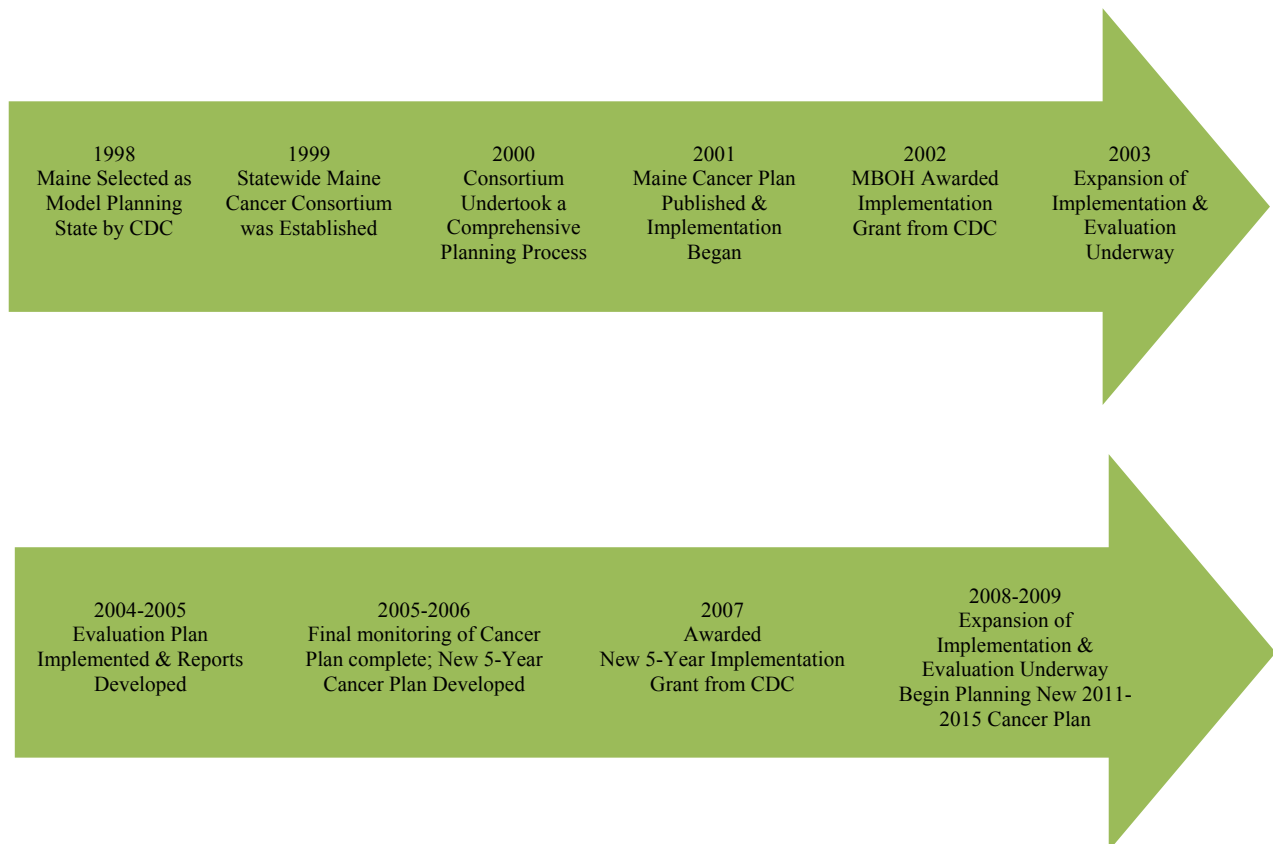 1998
Maine Selected as
Model Planning
State by CDC
1999
Statewide Maine
Cancer Consortium
was Established
2000
Consortium
Undertook a
Comprehensive
Planning Process
2001
Maine Cancer Plan
Published &
Implementation
Began
2002
MBOH Awarded
Implementation
Grant from CDC
2003
Expansion of
Implementation &
Evaluation
Underway
2004-2005
Evaluation Plan
Implemented & Reports
Developed
2005-2006
Final monitoring of Cancer
Plan complete; New 5-Year
Cancer Plan Developed
2007
Awarded
New 5-Year Implementation
Grant from CDC
2008-2009
Expansion of
Implementation &
Evaluation Underway
Begin Planning New 2011-
2015 Cancer Plan